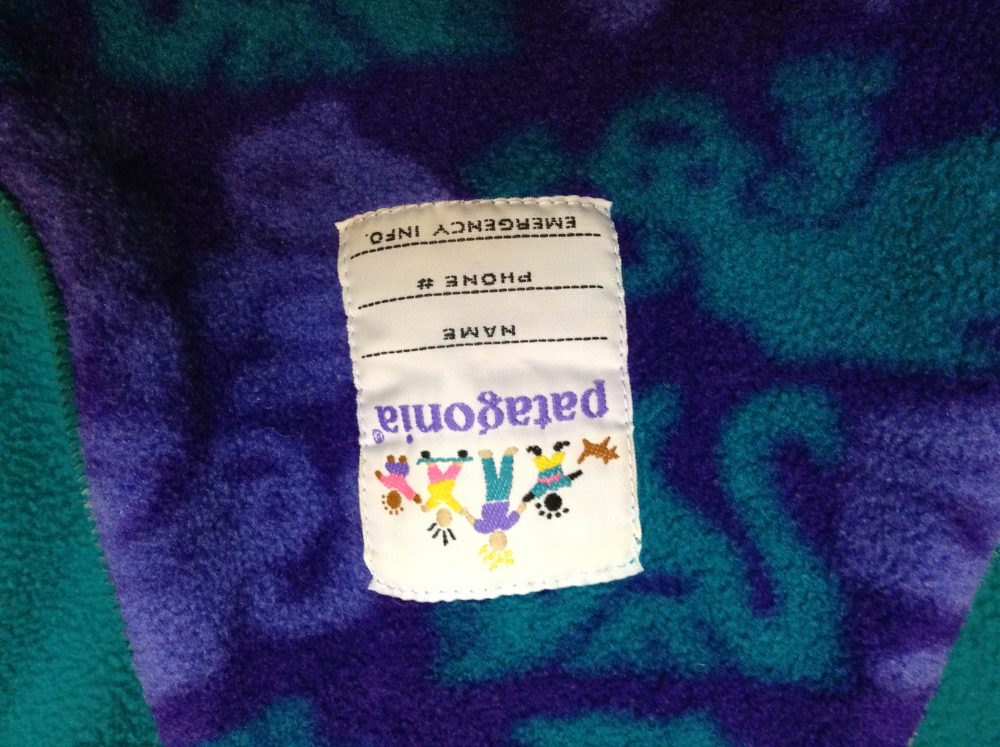 patagonia®
NAME
PHONE #
EMERGENCY INFO.